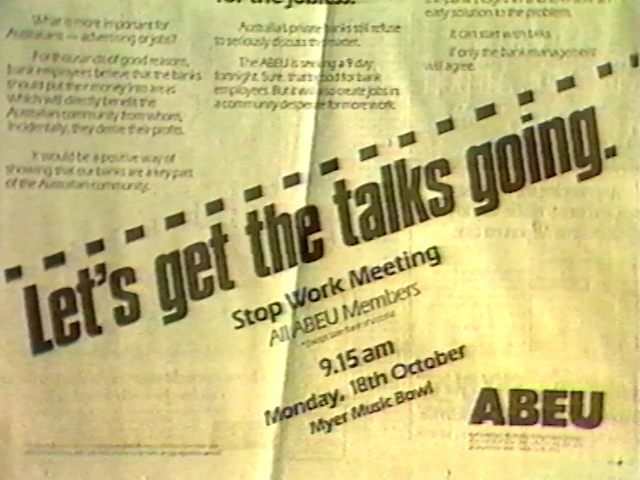 for the jobless.
What is more important for
Australians — advertising or jobs?
For thousands of good reasons,
bank employees believe that the banks
should put their money into areas
which will directly benefit the
Australian community from whom,
incidentally, they derive their profits.
It would be a positive way of
showing that our banks are a key part
of the Australian community.
Australia's private banks still refuse
to seriously discuss the matter.
The ABEU is seeking a 9 day
fortnight. Sure, that's good for bank
employees. But it will also create jobs in
a community desperate for more work.
early solution to the problem.
It can start with talks
if only the bank management
will agree.
Let's get the talks going.
Stop Work Meeting
All ABEU Members
9.15 am
Monday, 18th October
Myer Music Bowl
ABEU